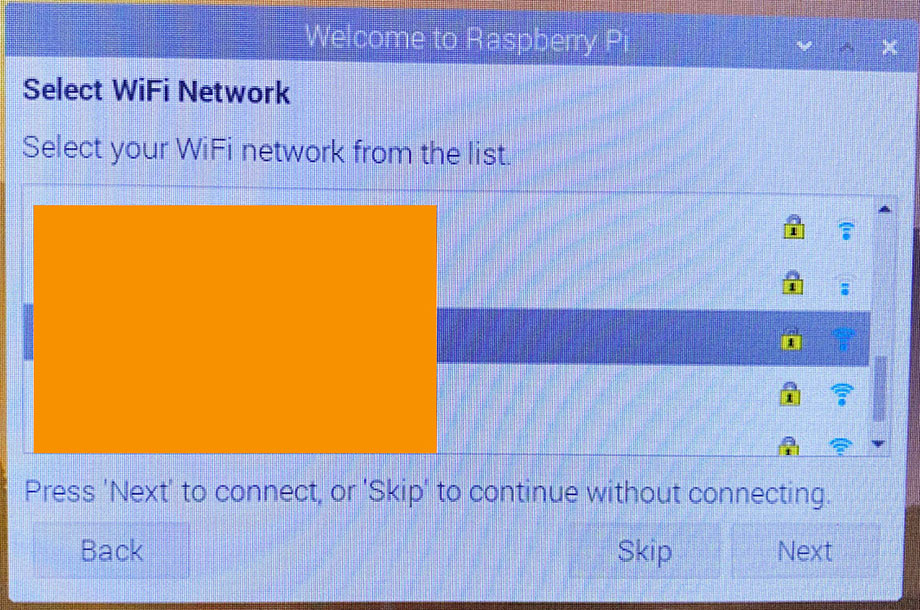 Welcome to Raspberry Pi
Select WiFi Network
Select your WiFi network from the list.
Press 'Next' to connect, or 'Skip' to continue without connecting.
Back Skip Next